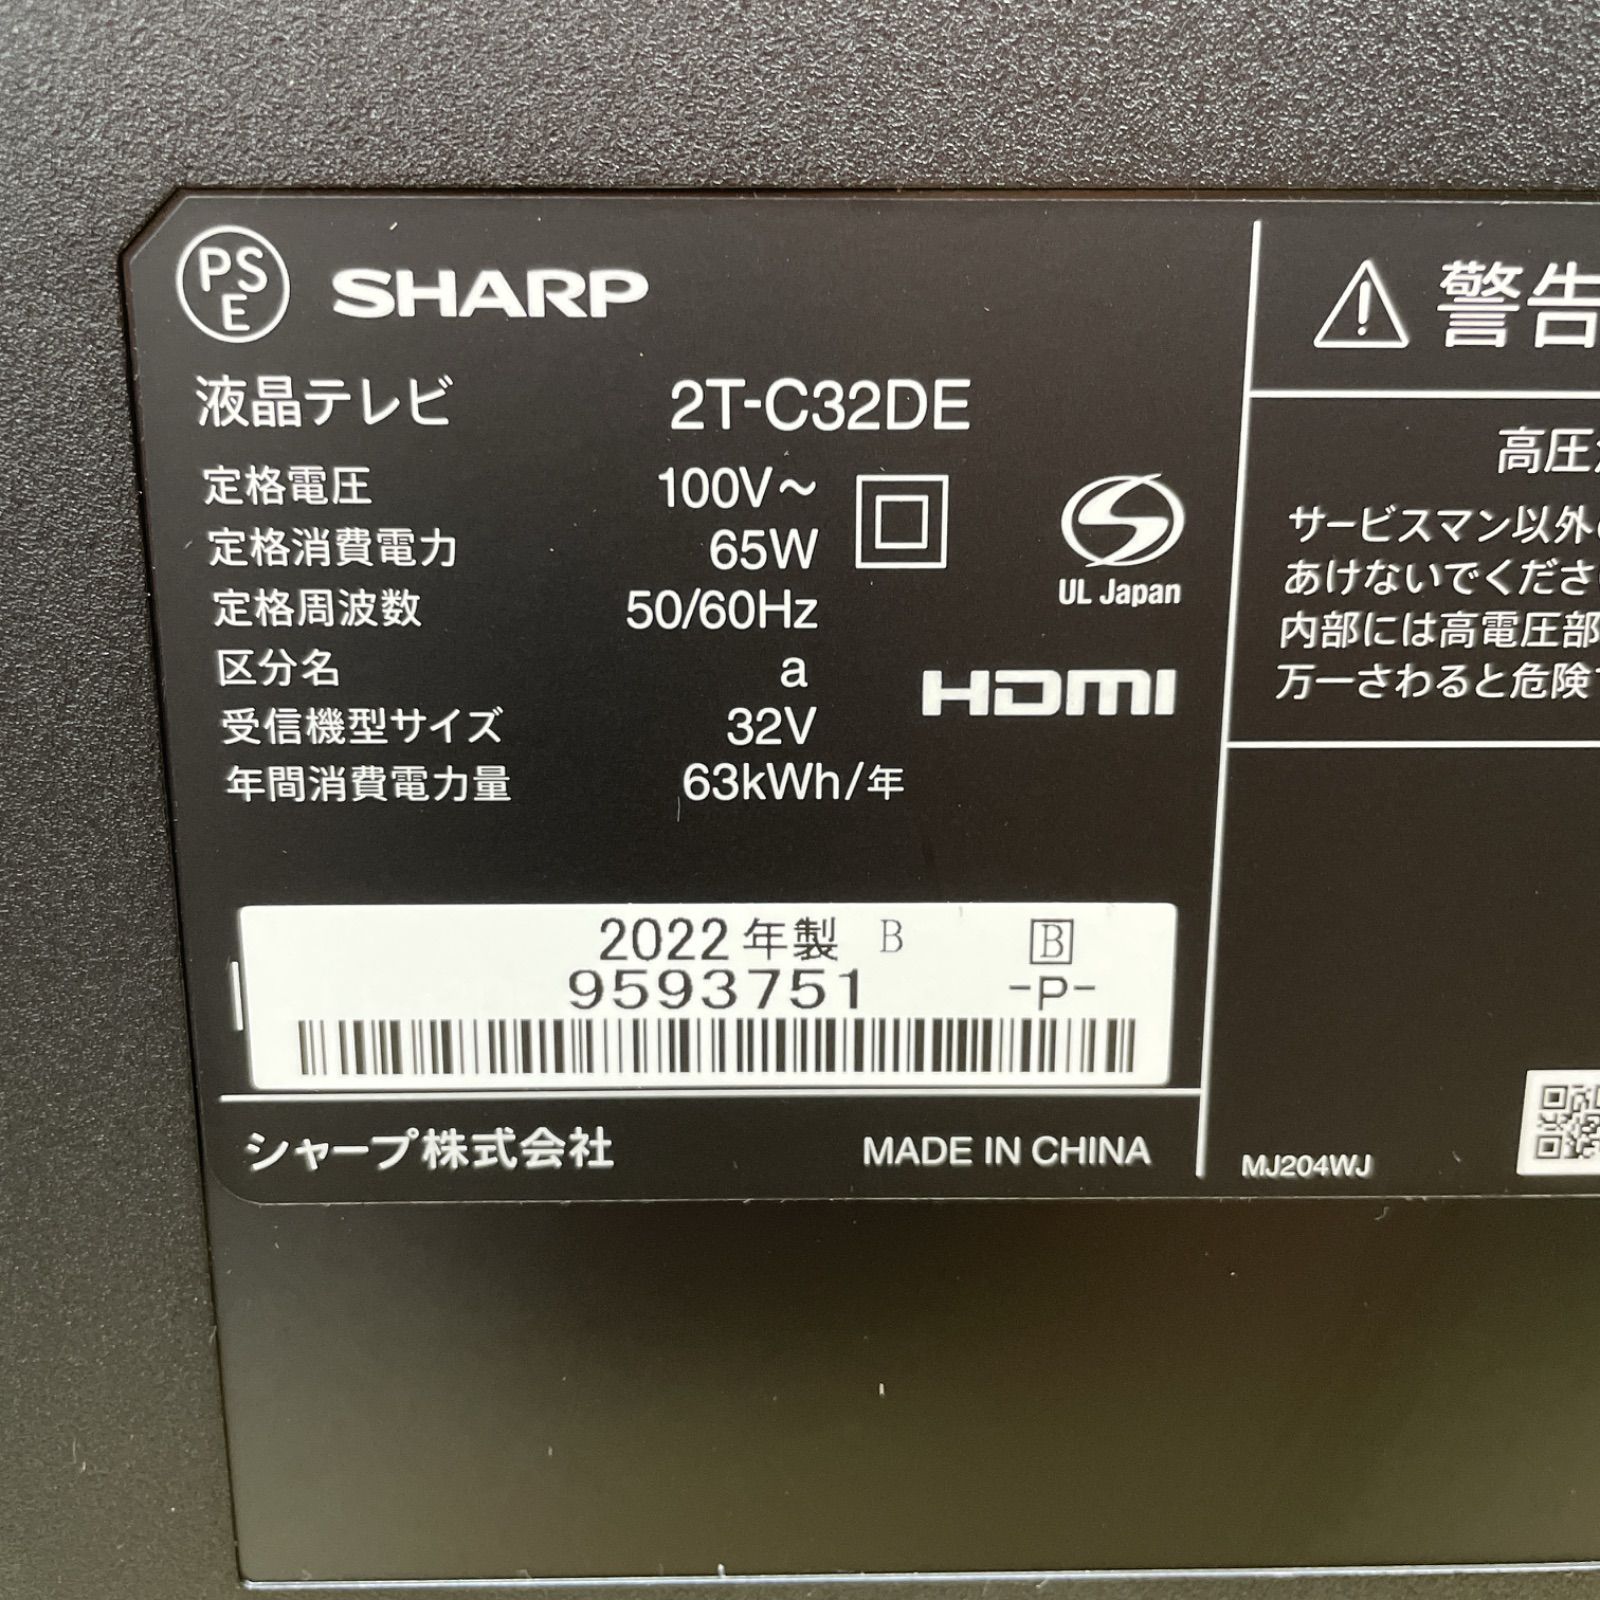 PS
E
SHARP
液晶テレビ 2T-C32DE
定格電圧 100V～
定格消費電力 65W
定格周波数 50/60Hz
区分名 a
受信機型サイズ 32V
年間消費電力量 63kWh/年
UL Japan
HDMI
2022年製 B B
9593751 -P-
シャープ株式会社 MADE IN CHINA
警告
高圧
サービスマン以外
あけないでくださ
内部には高電圧部
万一さわると危険
MJ204WJ